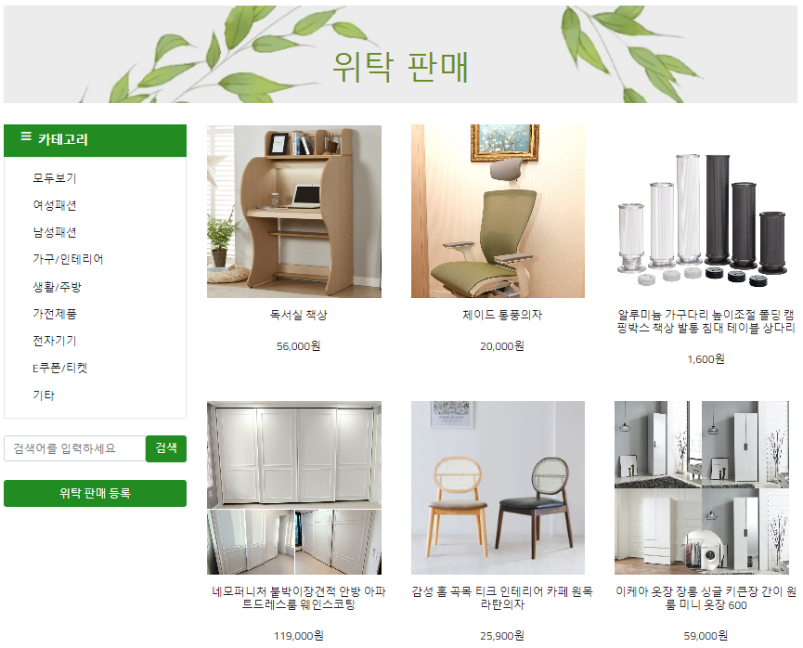 위탁 판매
카테고리
모두보기
여성패션
남성패션
가구/인테리어
생활/주방
가전제품
전자기기
E쿠폰/티켓
기타
검색어를 입력하세요
검색
위탁 판매 등록
독서실 책상
56,000원
체이드 통풍의자
20,000원
알루미늄 가구다리 높이조절 폴딩 캠
핑박스 책상 발통 침대 테이블 상다리
1,600원
네모퍼니처 붙박이장견적 안방 아파
트드레스룸 웨인스코팅
119,000원
감성 홈 곡목 티크 인테리어 카페 원목
라탄의자
25,900원
이케아 옷장 장롱 싱글 키큰장 간이 원
룸 미니 옷장 600
59,000원